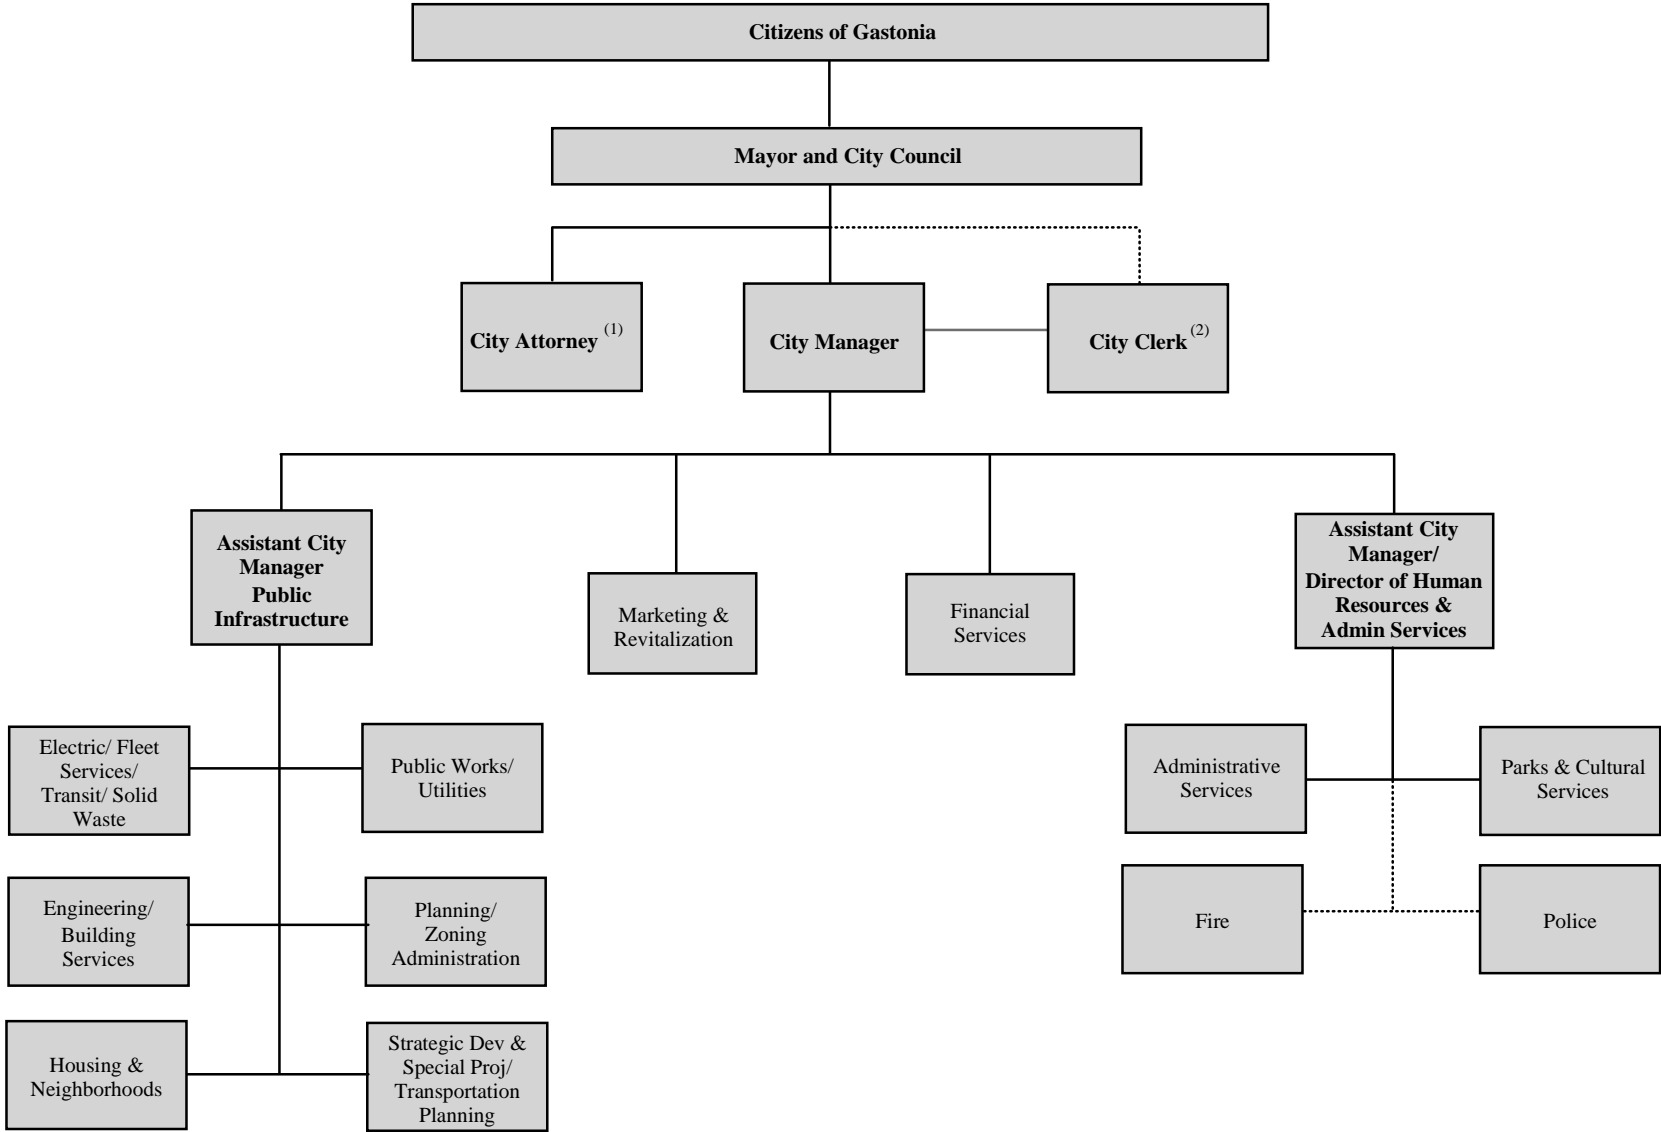 Citizens of Gastonia
Mayor and City Council
City Attorney (1)
City Manager
City Clerk (2)
Assistant City
Manager
Public
Infrastructure
Marketing &
Revitalization
Financial
Services
Assistant City
Manager/
Director of Human
Resources &
Admin Services
Electric/ Fleet
Services/
Transit/ Solid
Waste
Public Works/
Utilities
Administrative
Services
Parks & Cultural
Services
Engineering/
Building
Services
Planning/
Zoning
Administration
Fire
Police
Housing &
Neighborhoods
Strategic Dev &
Special Proj/
Transportation
Planning